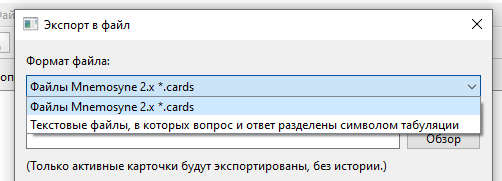 Экспорт в файл
Формат файла:
Файлы Mnemosyne 2.x *.cards
Файлы Mnemosyne 2.x *.cards
Текстовые файлы, в которых вопрос и ответ разделены символом табуляции
Обзор
(Только активные карточки будут экспортированы, без истории.)